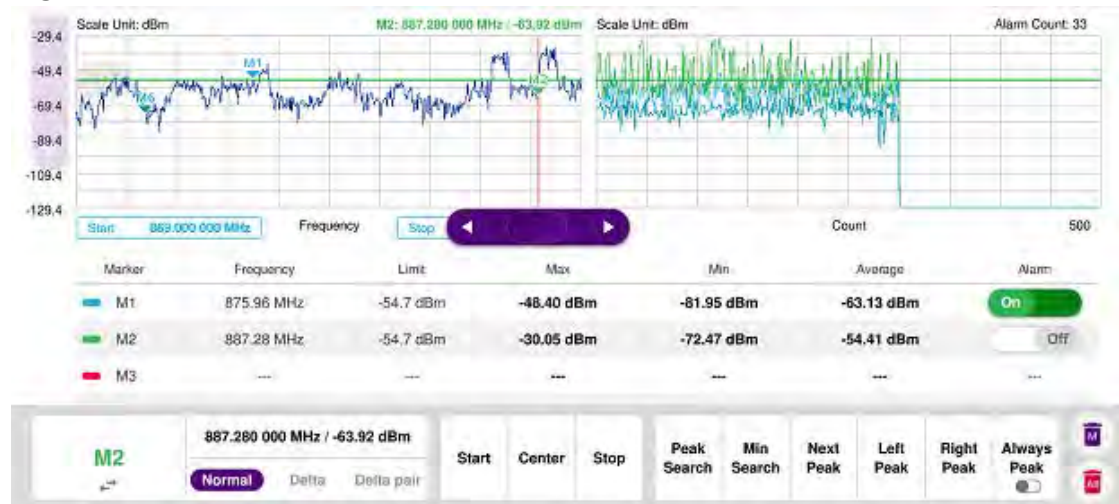 Scale Unit: dBm
M2: 887.280 000 MHz / -63.92 dBm
Scale Unit: dBm
Alarm Count: 33
-29.4
-49.4
-69.4
-89.4
-109.4
-129.4
M1
M2
Start 869.000 000 MHz
Frequency
Stop
Count
500
Marker Frequency Limit Max Min Average Alarm
M1 875.96 MHz -54.7 dBm -48.40 dBm -81.95 dBm -63.13 dBm On
M2 887.28 MHz -54.7 dBm -30.05 dBm -72.47 dBm -54.41 dBm Off
M3 --- --- --- --- --- ---
M2
887.280 000 MHz / -63.92 dBm
Normal Delta Delta pair
Start Center Stop
Peak Search
Min Search
Next Peak
Left Peak
Right Peak
Always Peak
M
All